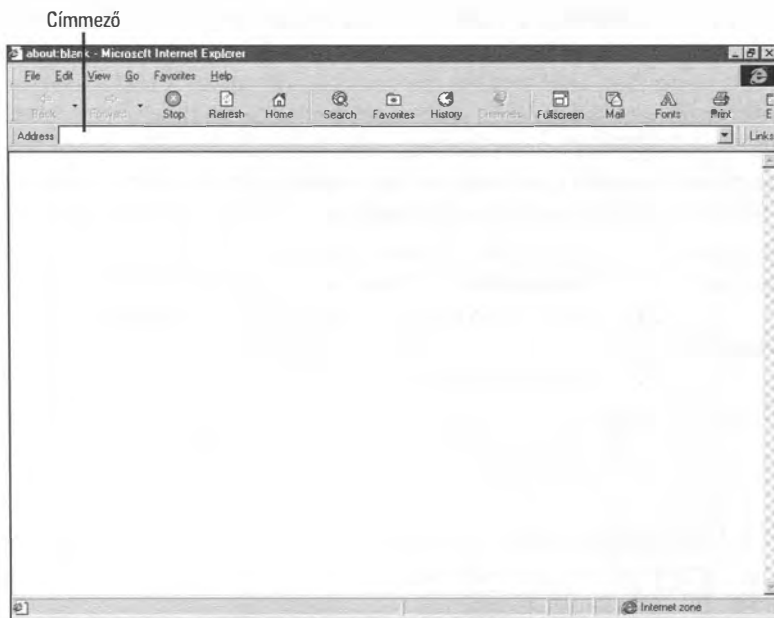 Címmező
about:blank - Microsoft Internet Explorer
File Edit View Go Favorites Help
Back Forward Stop Refresh Home Search Favorites History Channels Fullscreen Mail Fonts Print E
Address Links
Internet zone